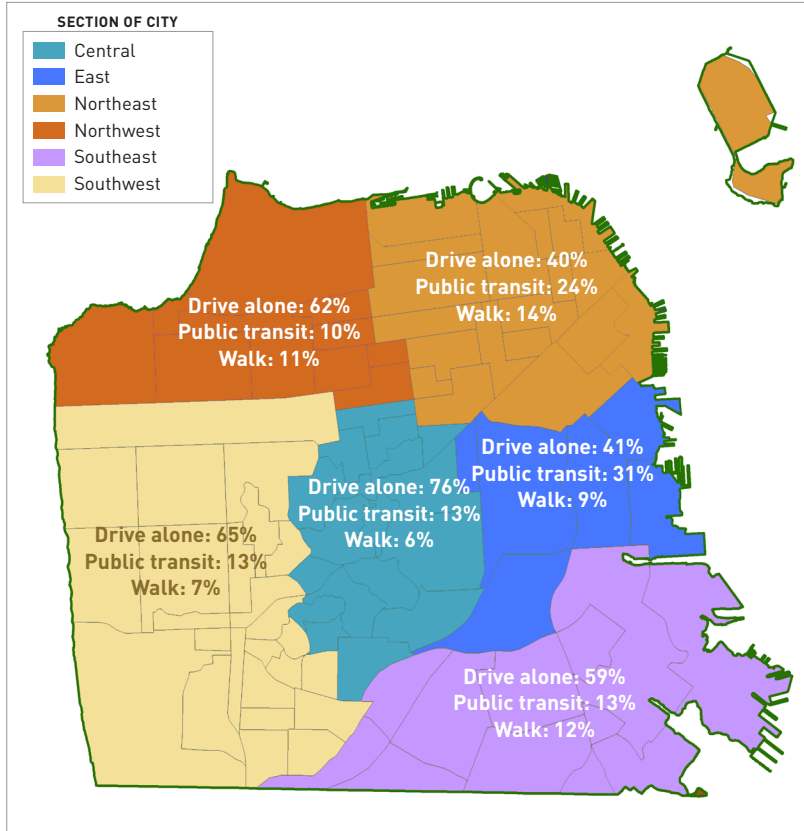 SECTION OF CITY
Central
East
Northeast
Northwest
Southeast
Southwest
Drive alone: 40%
Public transit: 24%
Walk: 14%
Drive alone: 62%
Public transit: 10%
Walk: 11%
Drive alone: 41%
Public transit: 31%
Walk: 9%
Drive alone: 76%
Public transit: 13%
Walk: 6%
Drive alone: 65%
Public transit: 13%
Walk: 7%
Drive alone: 59%
Public transit: 13%
Walk: 12%